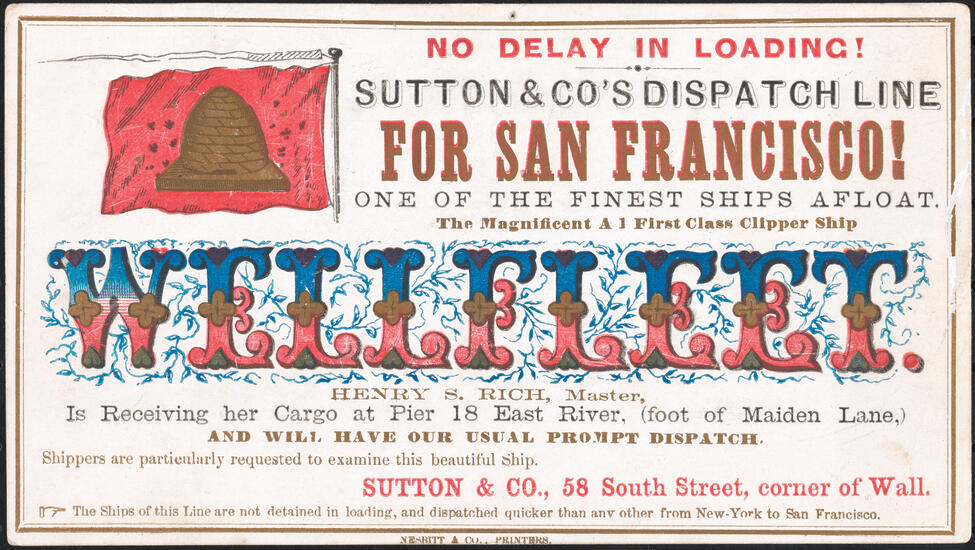 NO DELAY IN LOADING!
SUTTON & CO'S DISPATCH LINE
FOR SAN FRANCISCO!
ONE OF THE FINEST SHIPS AFLOAT.
The Magnificent A 1 First Class Clipper Ship
WELLFLEET.
HENRY S. RICH, Master,
Is Receiving her Cargo at Pier 18 East River, (foot of Maiden Lane,)
AND WILL HAVE OUR USUAL PROMPT DISPATCH.
Shippers are particularly requested to examine this beautiful Ship.
SUTTON & CO., 58 South Street, corner of Wall.
☞ The Ships of this Line are not detained in loading, and dispatched quicker than any other from New-York to San Francisco.
NESBITT & CO., PRINTERS.